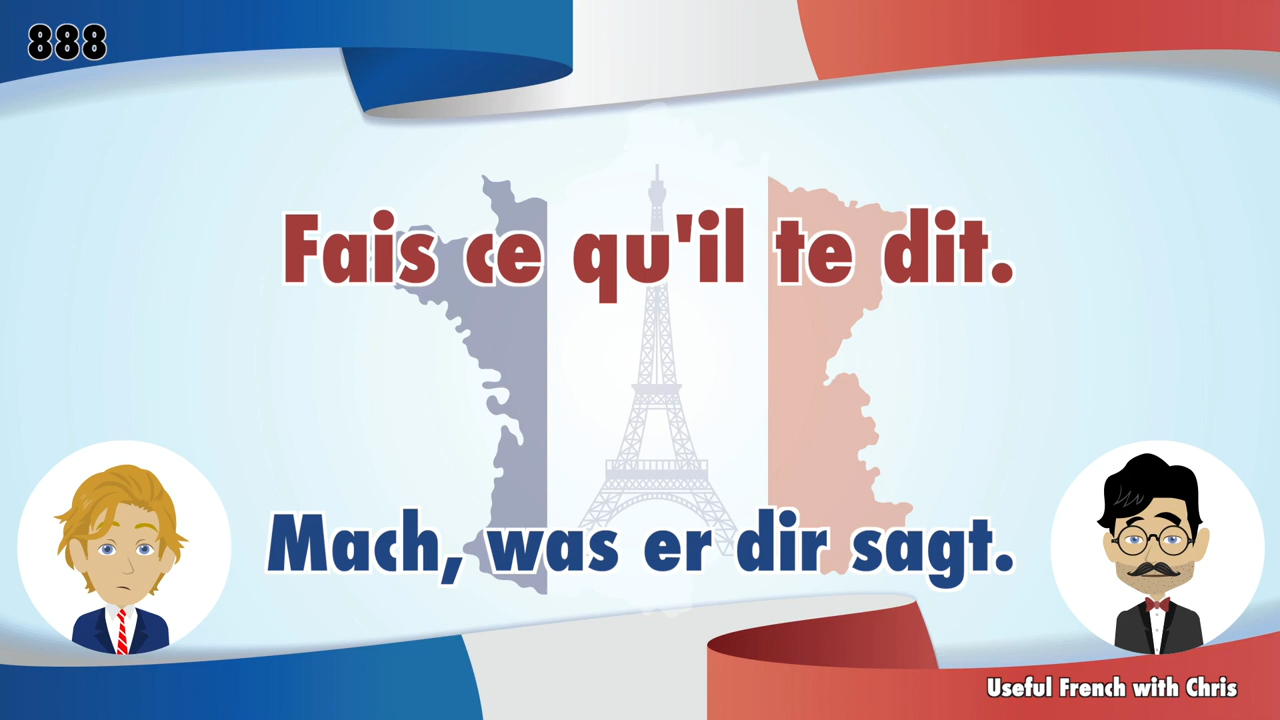 888
Fais ce qu'il te dit.
Mach, was er dir sagt.
Useful French with Chris